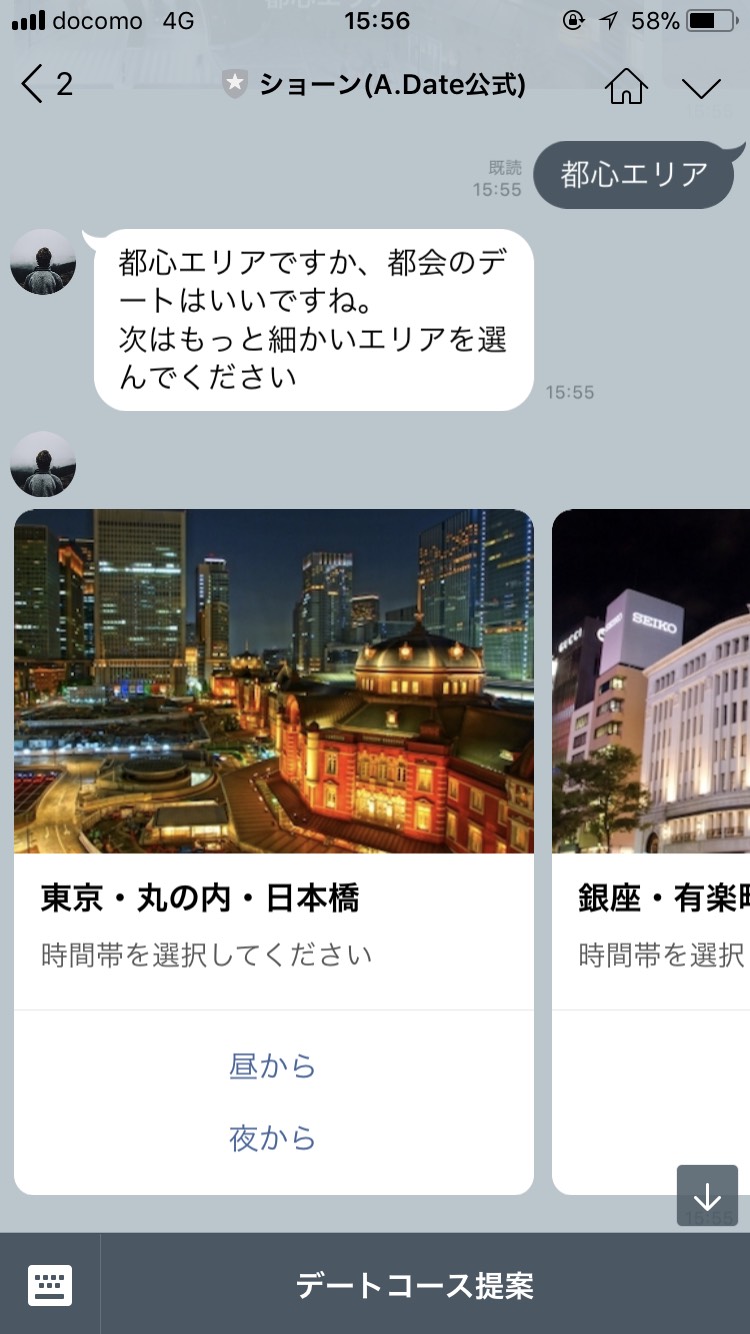 docomo 4G 15:56 58%
2 ショーン(A.Date公式)
既読
15:55
都心エリア
都心エリアですか、都会のデ
ートはいいですね。
次はもっと細かいエリアを選
んでください
15:55
SEIKO
東京・丸の内・日本橋
時間帯を選択してください
昼から
夜から
銀座・有楽
時間帯を選択
15:55
デートコース提案